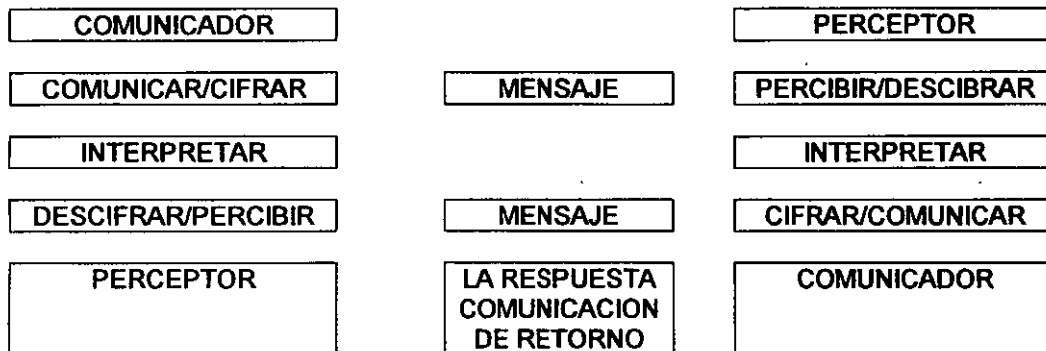 COMUNICADOR PERCEPTOR
COMUNICAR/CIFRAR MENSAJE PERCIBIR/DESCIBRAR
INTERPRETAR INTERPRETAR
DESCIFRAR/PERCIBIR MENSAJE CIFRAR/COMUNICAR
PERCEPTOR LA RESPUESTA COMUNICADOR
COMUNICACION
DE RETORNO